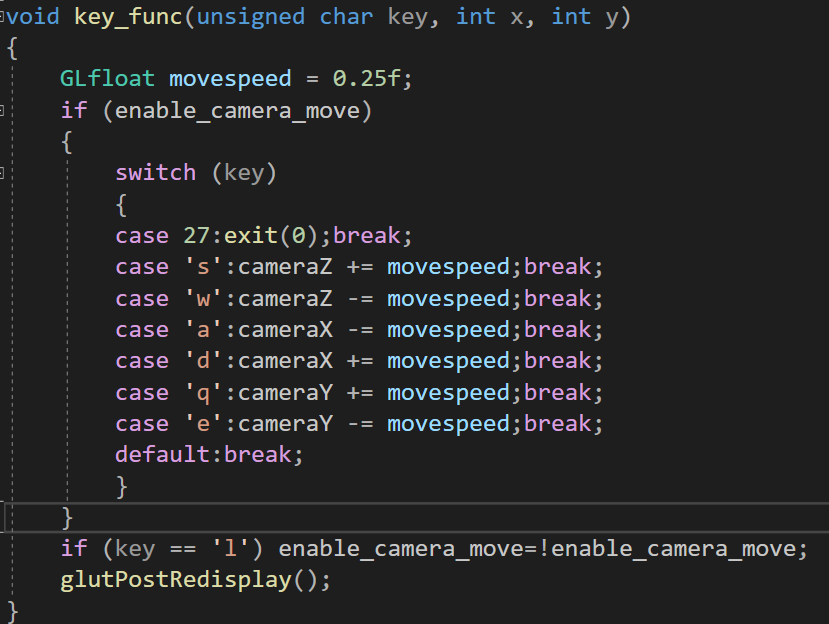 void key_func(unsigned char key, int x, int y)
{
    GLfloat movespeed = 0.25f;
    if (enable_camera_move)
    {
        switch (key)
        {
        case 27:exit(0);break;
        case 's':cameraZ += movespeed;break;
        case 'w':cameraZ -= movespeed;break;
        case 'a':cameraX -= movespeed;break;
        case 'd':cameraX += movespeed;break;
        case 'q':cameraY += movespeed;break;
        case 'e':cameraY -= movespeed;break;
        default:break;
        }
    }
    if (key == 'l') enable_camera_move=!enable_camera_move;
    glutPostRedisplay();
}